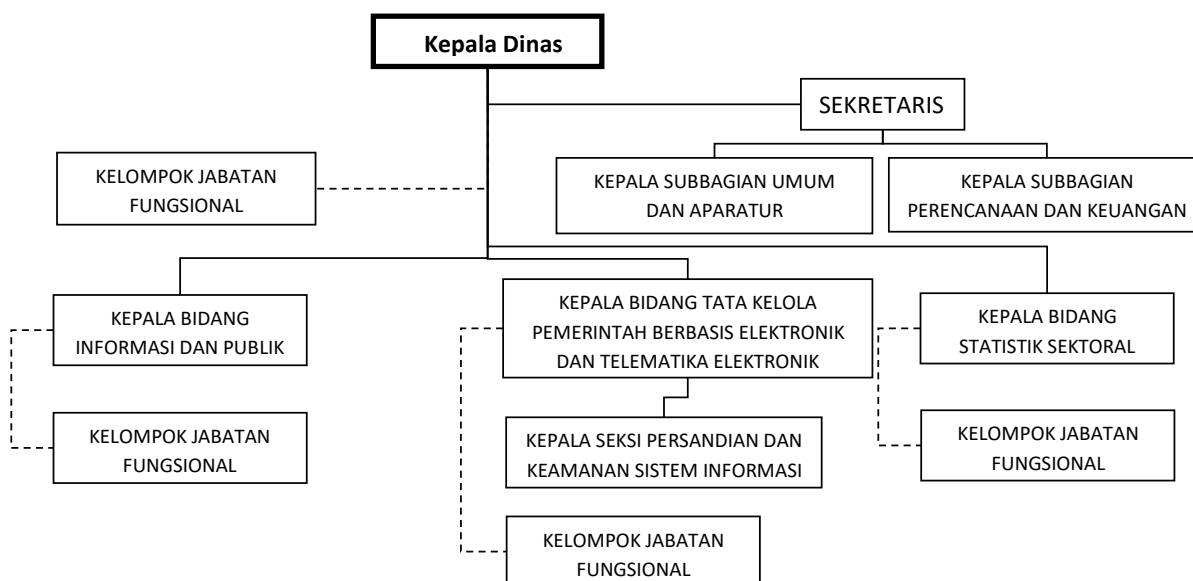 Kepala Dinas
SEKRETARIS
KELOMPOK JABATAN
FUNGSIONAL
KEPALA SUBBAGIAN UMUM
DAN APARATUR
KEPALA SUBBAGIAN
PERENCANAAN DAN KEUANGAN
KEPALA BIDANG
INFORMASI DAN PUBLIK
KEPALA BIDANG TATA KELOLA
PEMERINTAH BERBASIS ELEKTRONIK
DAN TELEMATIKA ELEKTRONIK
KEPALA BIDANG
STATISTIK SEKTORAL
KELOMPOK JABATAN
FUNGSIONAL
KEPALA SEKSI PERSANDIAN DAN
KEAMANAN SISTEM INFORMASI
KELOMPOK JABATAN
FUNGSIONAL
KELOMPOK JABATAN
FUNGSIONAL